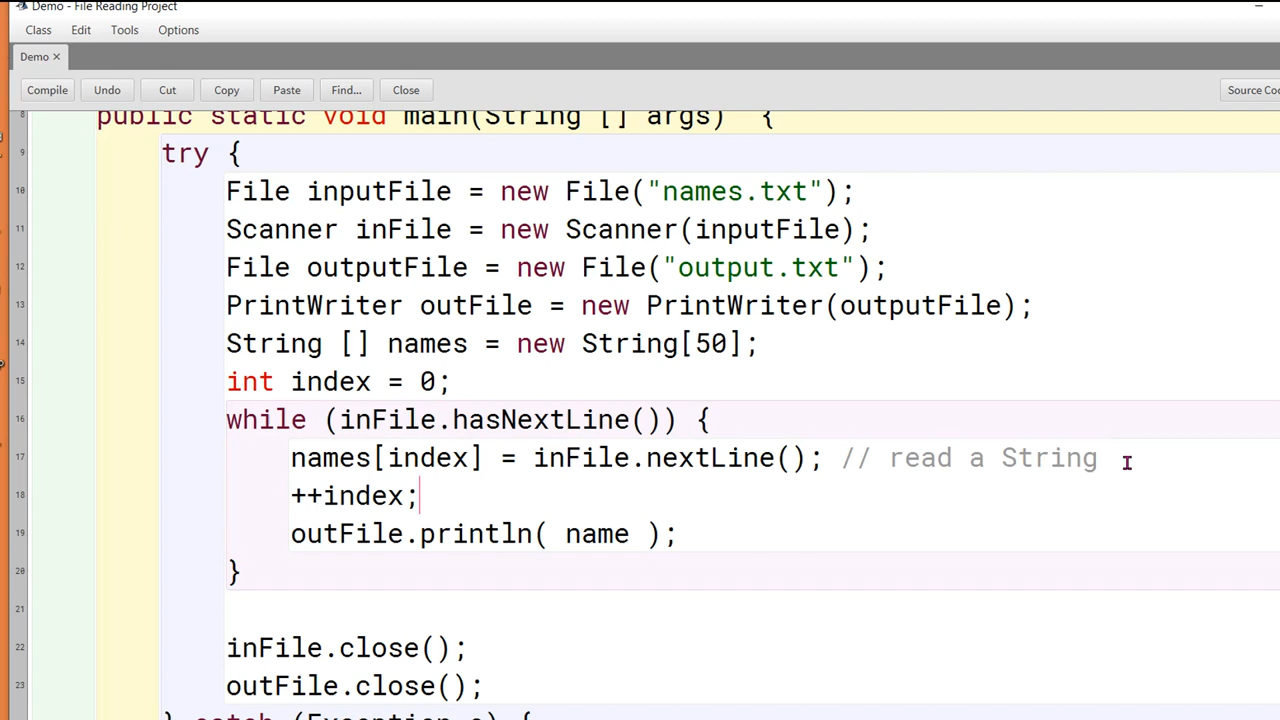 Demo - File Reading Project
Class Edit Tools Options
Demo ×
Compile Undo Cut Copy Paste Find... Close Source Co
8 public static void main(String [] args) {
9 try {
10 File inputFile = new File("names.txt");
11 Scanner inFile = new Scanner(inputFile);
12 File outputFile = new File("output.txt");
13 PrintWriter outFile = new PrintWriter(outputFile);
14 String [] names = new String[50];
15 int index = 0;
16 while (inFile.hasNextLine()) {
17 names[index] = inFile.nextLine(); // read a String
18 ++index;
19 outFile.println( name );
20 }
21
22 inFile.close();
23 outFile.close();
} catch (Exception e) {